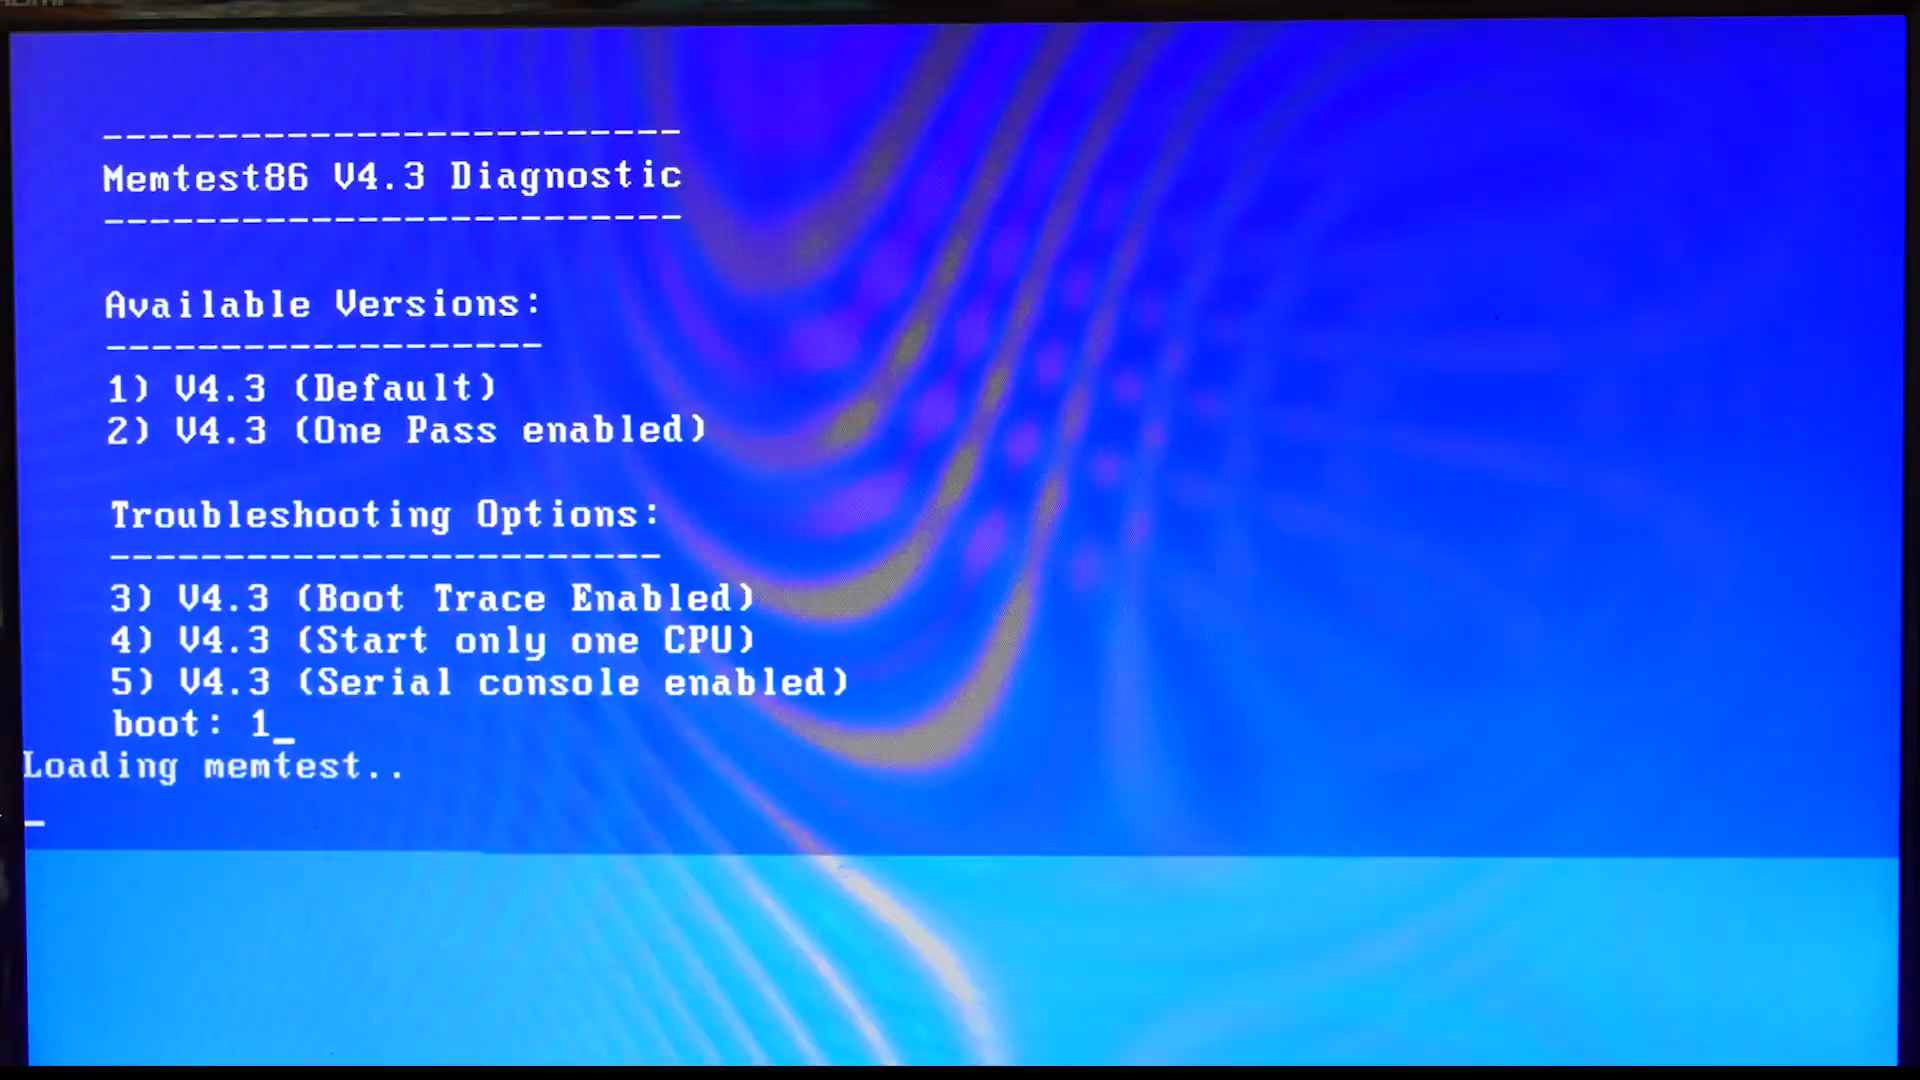 -------------------------
Memtest86 V4.3 Diagnostic
-------------------------
Available Versions:
-------------------
1) V4.3 (Default)
2) V4.3 (One Pass enabled)
Troubleshooting Options:
------------------------
3) V4.3 (Boot Trace Enabled)
4) V4.3 (Start only one CPU)
5) V4.3 (Serial console enabled)
boot: 1_
Loading memtest..
_